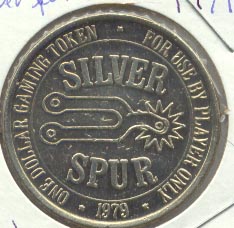 ONE DOLLAR GAMING TOKEN · FOR USE BY PLAYER ONLY
SILVER
SPUR
· 1979 ·